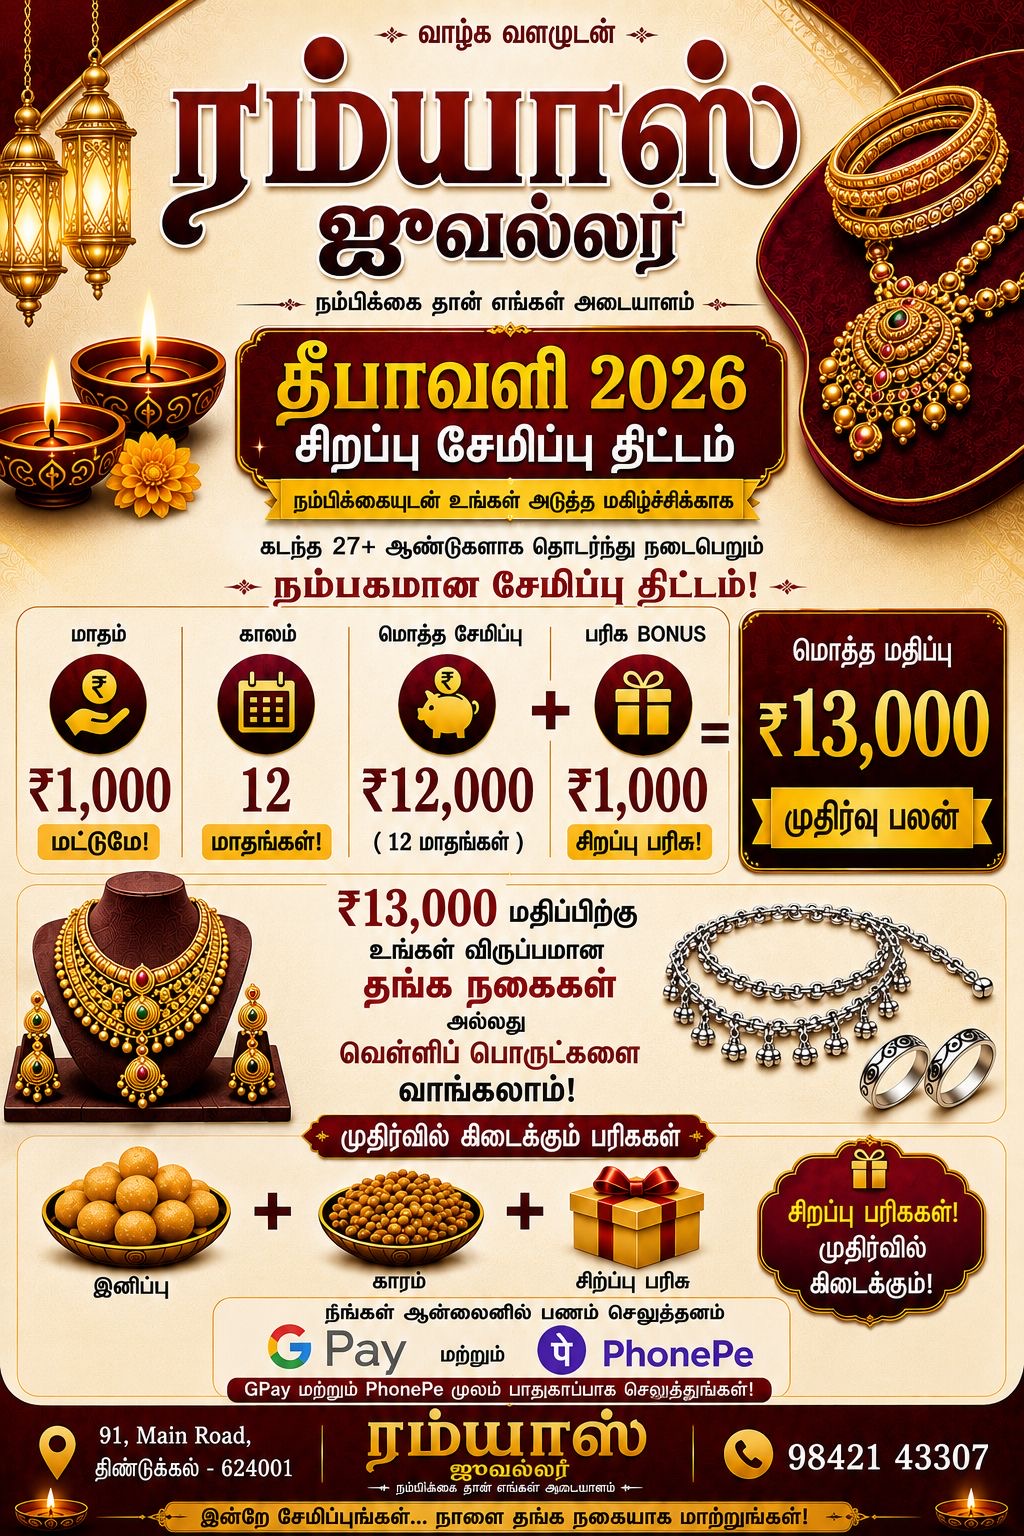 வாழ்க வளமுடன்
ரம்யாஸ்
ஜுவல்லர்
நம்பிக்கை தான் எங்கள் அடையாளம்
தீபாவளி 2026
சிறப்பு சேமிப்பு திட்டம்
நம்பிக்கையுடன் உங்கள் அடுத்த மகிழ்ச்சிக்காக
கடந்த 27+ ஆண்டுகளாக தொடர்ந்து நடைபெறும்
நம்பகமான சேமிப்பு திட்டம்!
மாதம்
₹
₹1,000
மட்டுமே!
காலம்
12
மாதங்கள்!
மொத்த சேமிப்பு
₹
₹12,000
( 12 மாதங்கள் )
+
பரிக BONUS
₹1,000
சிறப்பு பரிசு!
=
மொத்த மதிப்பு
₹13,000
முதிர்வு பலன்
₹13,000 மதிப்பிற்கு
உங்கள் விருப்பமான
தங்க நகைகள்
அல்லது
வெள்ளிப் பொருட்களை
வாங்கலாம்!
முதிர்வில் கிடைக்கும் பரிககள்
இனிப்பு
+
காரம்
+
சிற்ப்பு பரிசு
சிறப்பு பரிககள்!
முதிர்வில்
கிடைக்கும்!
நீங்கள் ஆன்லைனில் பணம் செலுத்தனம்
G Pay மற்றும் பே PhonePe
GPay மற்றும் PhonePe முலம் பாதுகாப்பாக செலுத்துங்கள்!
91, Main Road,
திண்டுக்கல் - 624001
ரம்யாஸ்
ஜுவல்லர்
நம்பிக்கை தான் எங்கள் அடையாளம்
98421 43307
இன்றே சேமிப்புங்கள்... நாளை தங்க நகையாக மாற்றுங்கள்!